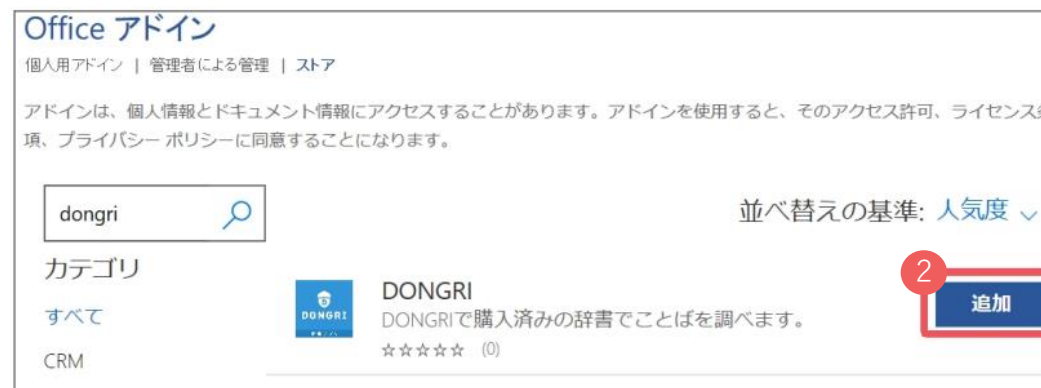 Office アドイン
個人用アドイン | 管理者による管理 | ストア
アドインは、個人情報とドキュメント情報にアクセスすることがあります。アドインを使用すると、そのアクセス許可、ライセンス
項、プライバシー ポリシーに同意することになります。
dongri
並べ替えの基準: 人気度
カテゴリ
2
DONGRI
DONGRI
追加
すべて
DONGRIで購入済みの辞書でことばを調べます。
☆☆☆☆☆ (0)
CRM